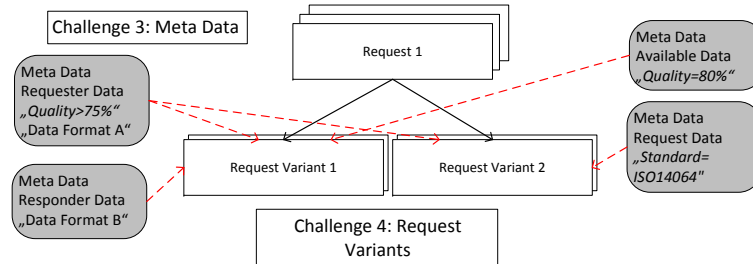 Challenge 3: Meta Data
Request 1
Meta Data
Requester Data
„Quality>75%“
„Data Format A“
Meta Data
Available Data
„Quality=80%“
Request Variant 1
Request Variant 2
Meta Data
Request Data
„Standard=
ISO14064"
Meta Data
Responder Data
„Data Format B“
Challenge 4: Request
Variants